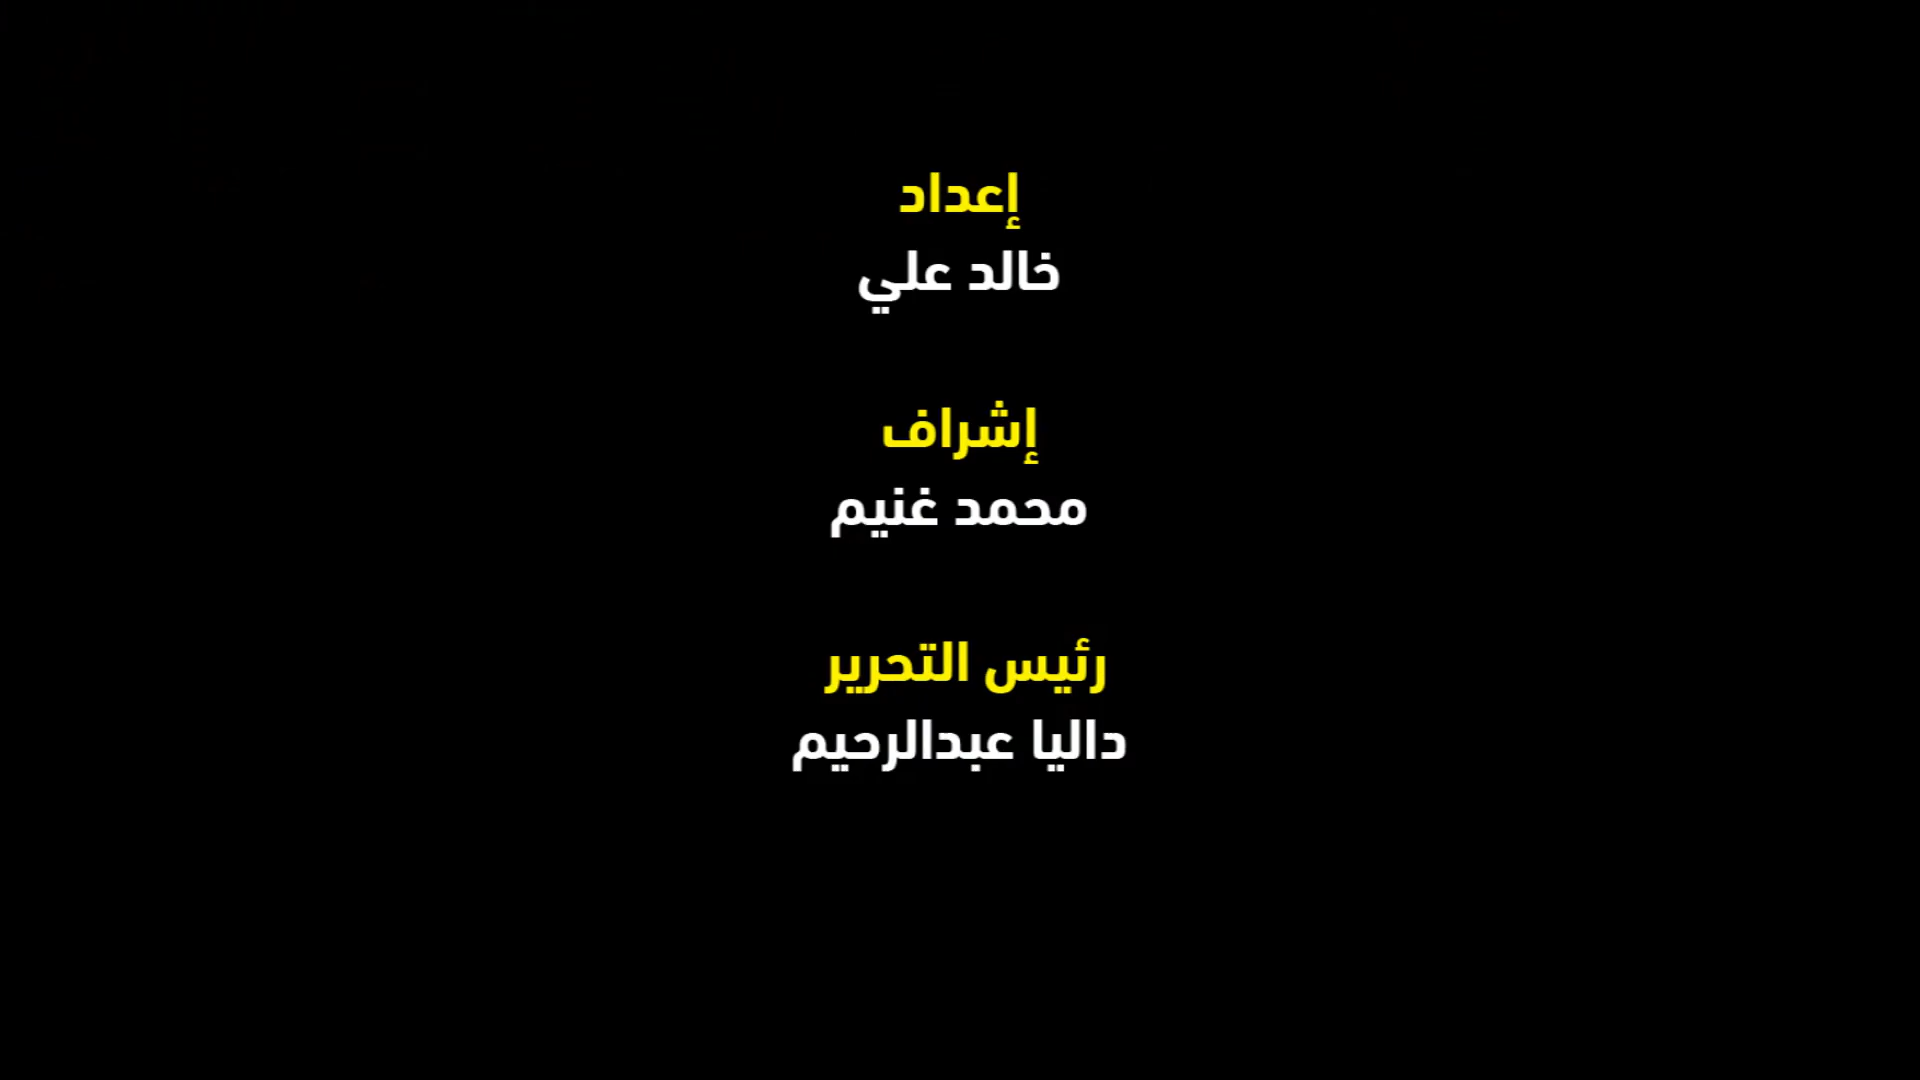 إعداد
خالد علي
إشراف
محمد غنيم
رئيس التحرير
داليا عبدالرحيم